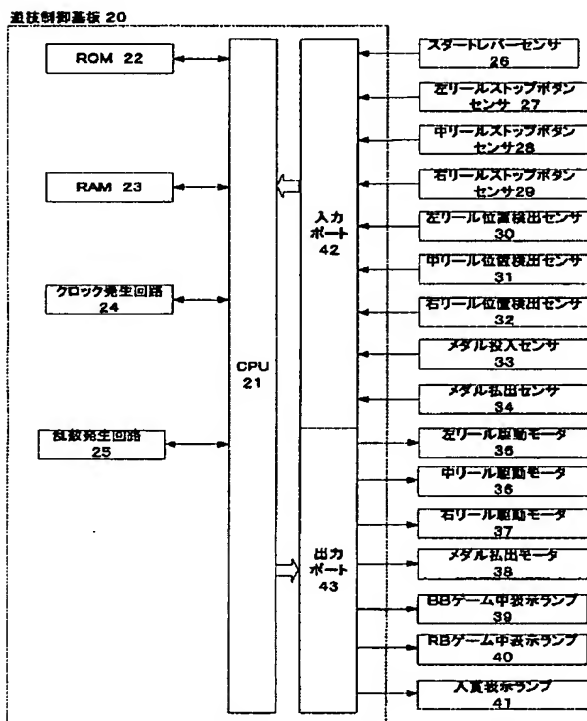 遊技制御基板 20
ROM 22
RAM 23
クロック発生回路
24
乱数発生回路
25
CPU
21
入力
ポート
42
出力
ポート
43
スタートレバーセンサ
26
左リールストップボタン
センサ 27
中リールストップボタン
センサ28
右リールストップボタン
センサ29
左リール位置検出センサ
30
中リール位置検出センサ
31
右リール位置検出センサ
32
メダル投入センサ
33
メダル払出センサ
34
左リール駆動モータ
36
中リール駆動モータ
36
右リール駆動モータ
37
メダル払出モータ
38
BBゲーム中表示ランプ
39
RBゲーム中表示ランプ
40
入賞表示ランプ
41